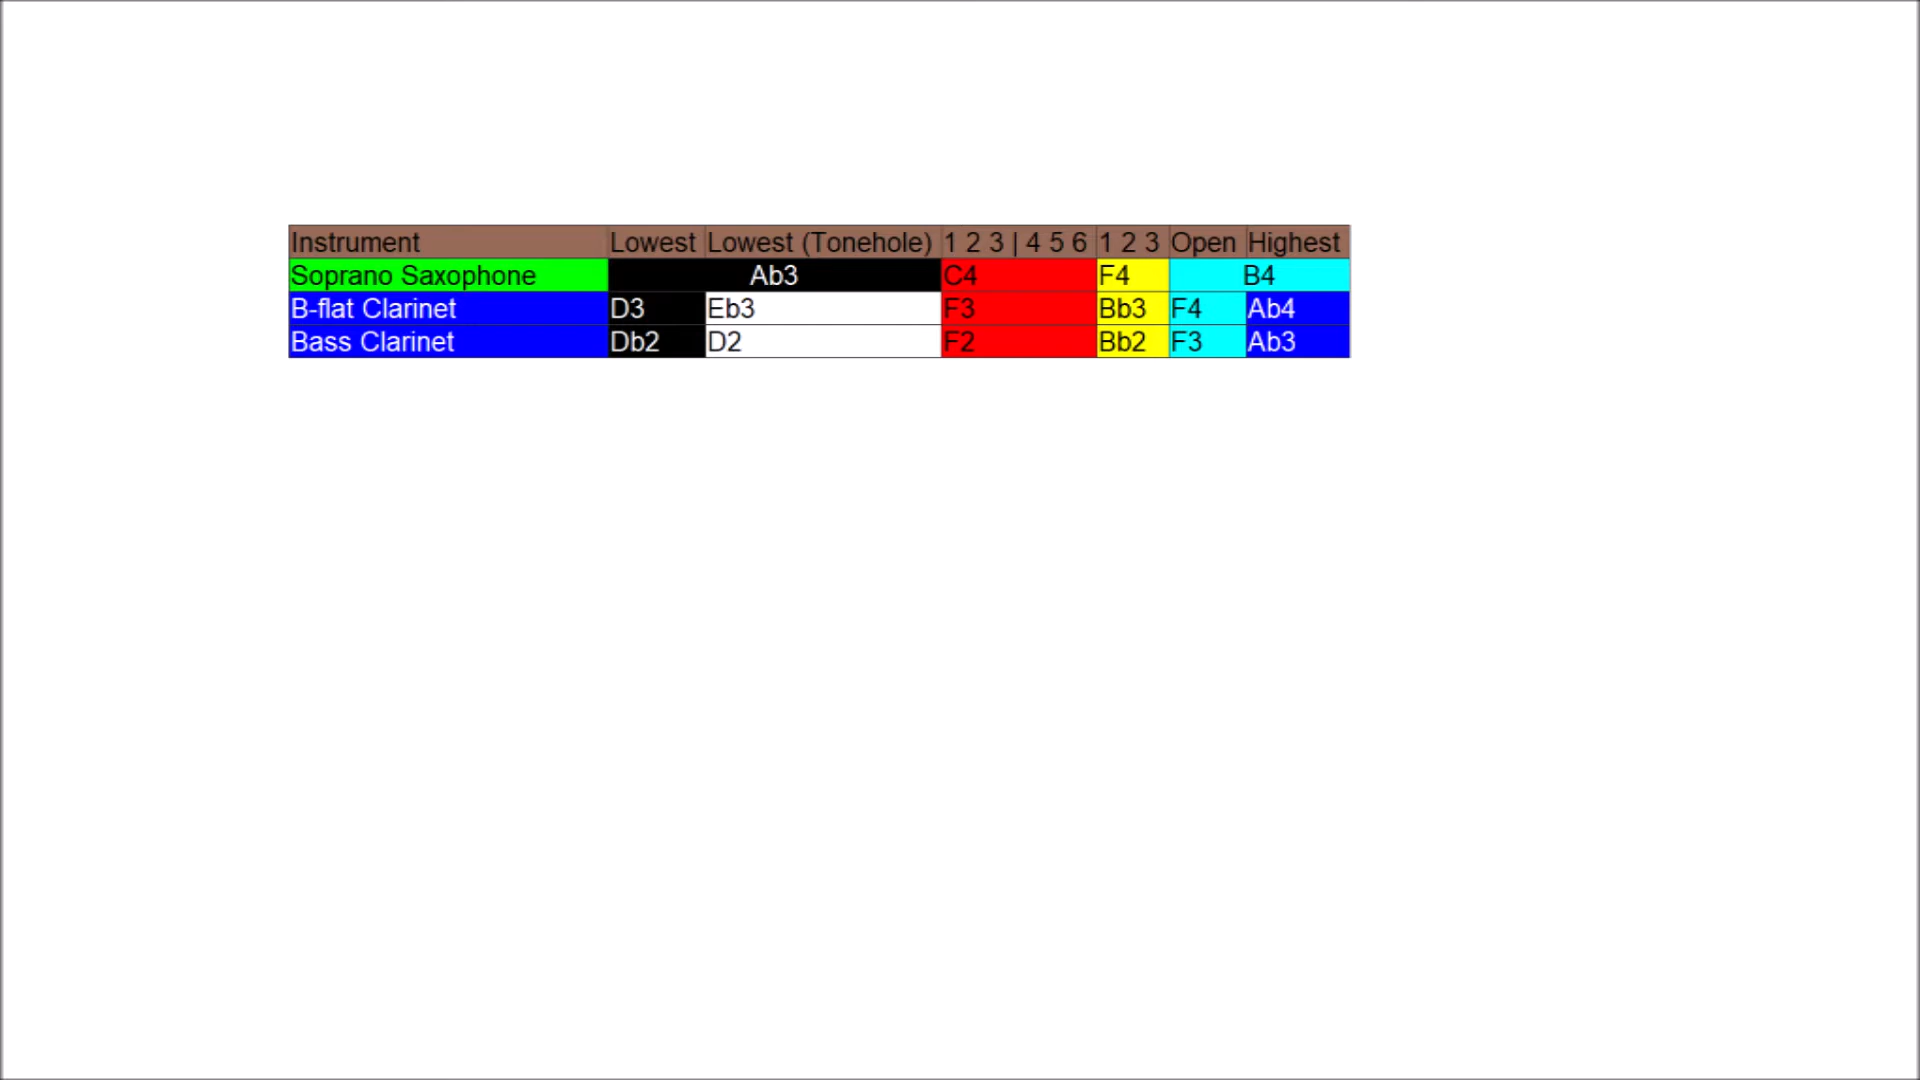 Instrument Lowest Lowest (Tonehole) 1 2 3 | 4 5 6 1 2 3 Open Highest
Soprano Saxophone Ab3 C4 F4 B4
B-flat Clarinet D3 Eb3 F3 Bb3 F4 Ab4
Bass Clarinet Db2 D2 F2 Bb2 F3 Ab3